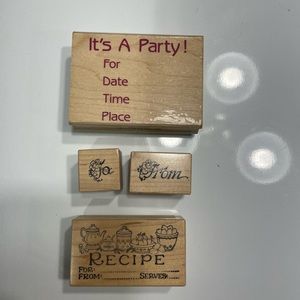 It's A Party!
For
Date
Time
Place
To
From
RECIPE
FOR:
FROM: SERVES: